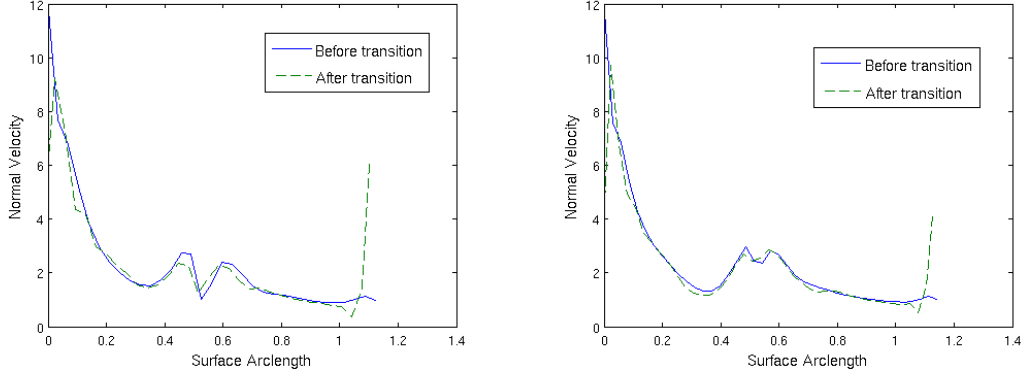 12
10
8
6
4
2
0
Normal Velocity
Before transition
After transition
0 0.2 0.4 0.6 0.8 1 1.2 1.4
Surface Arclength
12
10
8
6
4
2
0
Normal Velocity
Before transition
After transition
0 0.2 0.4 0.6 0.8 1 1.2 1.4
Surface Arclength